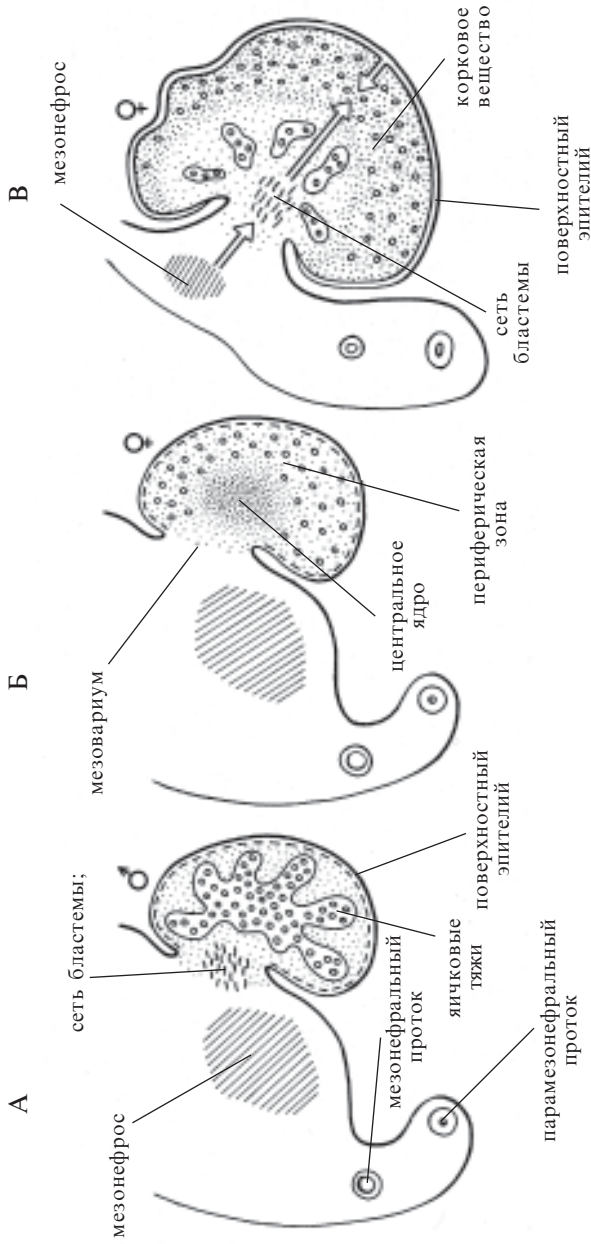 А
мезонефрос
сеть бластемы;
♂
мезонефральный
проток
яичковые
тяжи
поверхностный
эпителий
парамезонефральный
проток
Б
мезовариум
♀
центральное
ядро
периферическая
зона
В
мезонефрос
♀
сеть
бластемы
корковое
вещество
поверхностный
эпителий